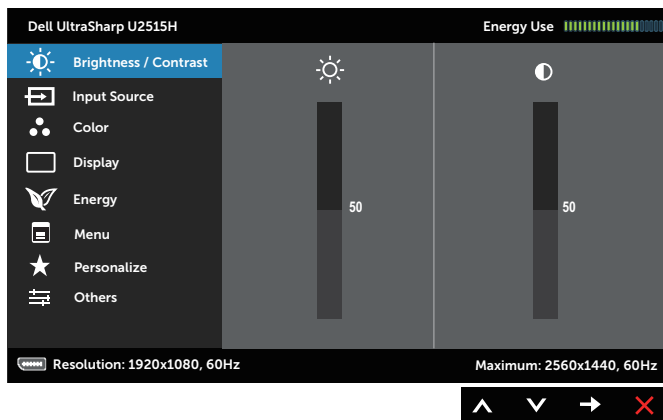 Dell UltraSharp U2515H
Energy Use
Brightness / Contrast
Input Source
Color
Display
Energy
Menu
Personalize
Others
50
50
Resolution: 1920x1080, 60Hz
Maximum: 2560x1440, 60Hz